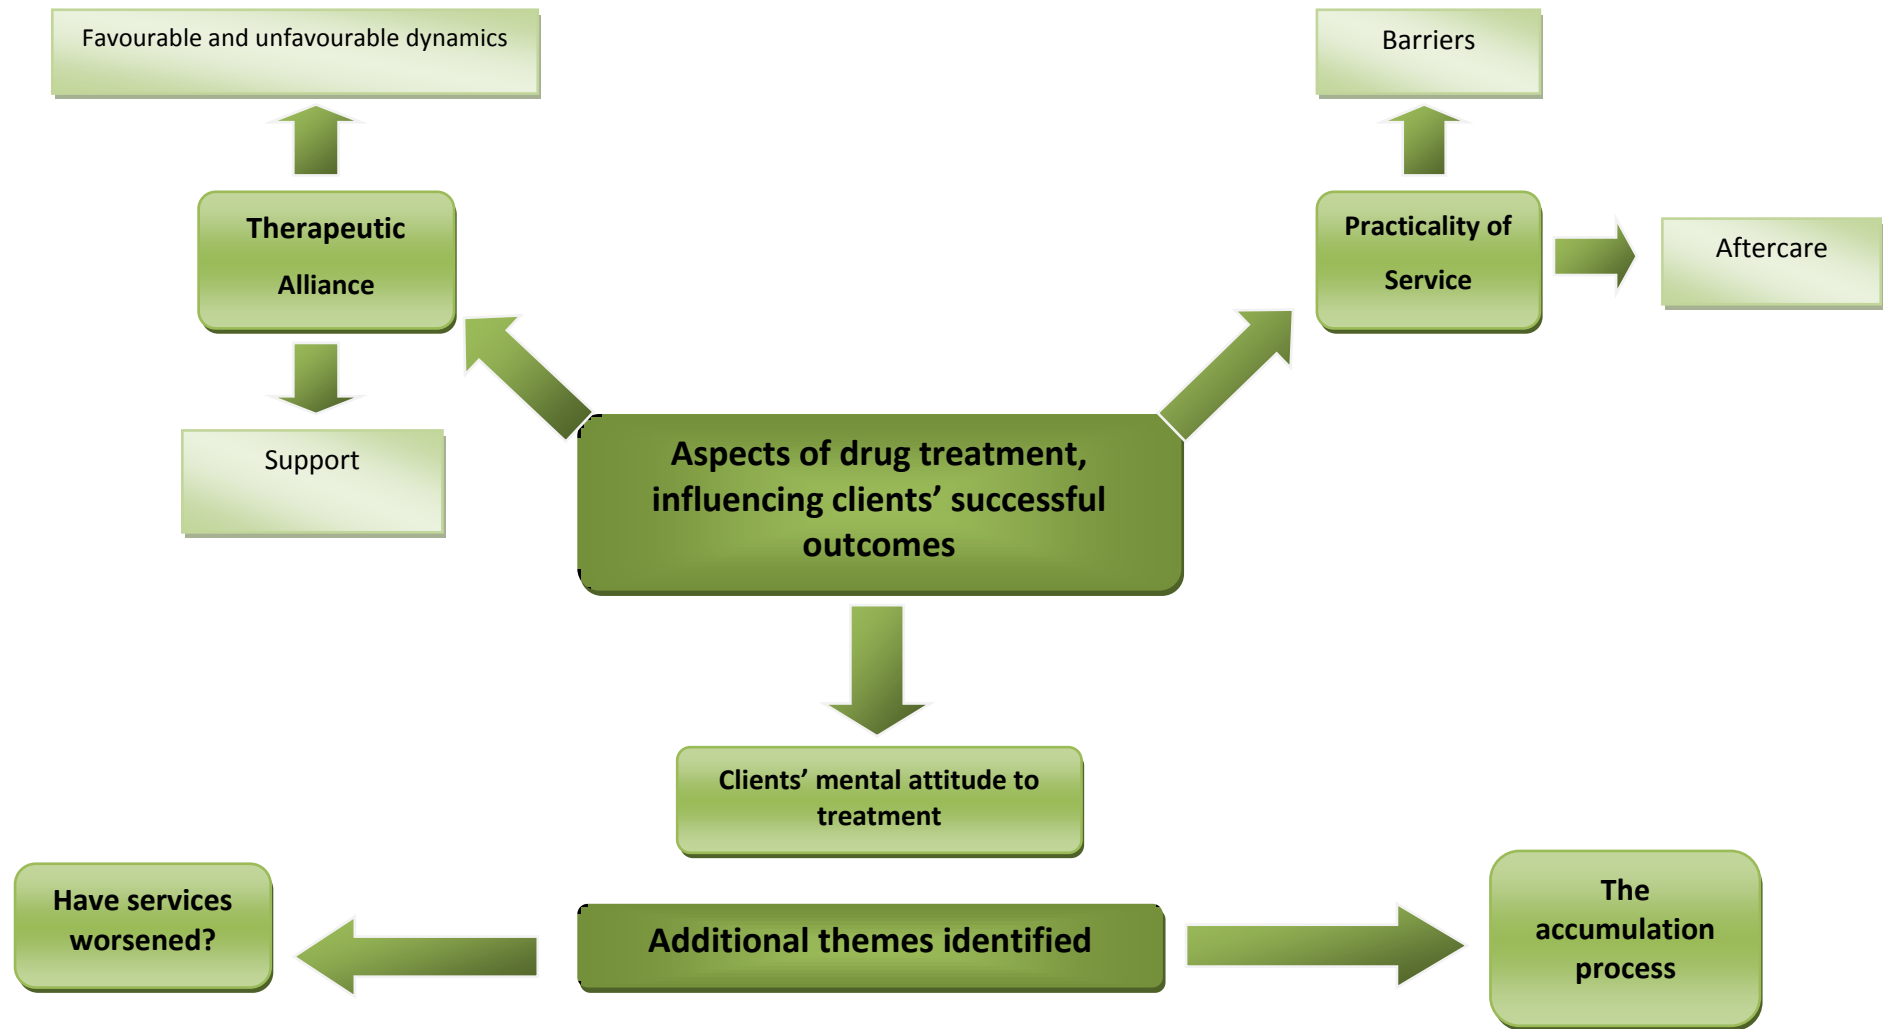 Favourable and unfavourable dynamics
Barriers
Therapeutic
Alliance
Practicality of
Service
Aftercare
Support
Aspects of drug treatment,
influencing clients’ successful
outcomes
Clients’ mental attitude to
treatment
Have services
worsened?
Additional themes identified
The
accumulation
process